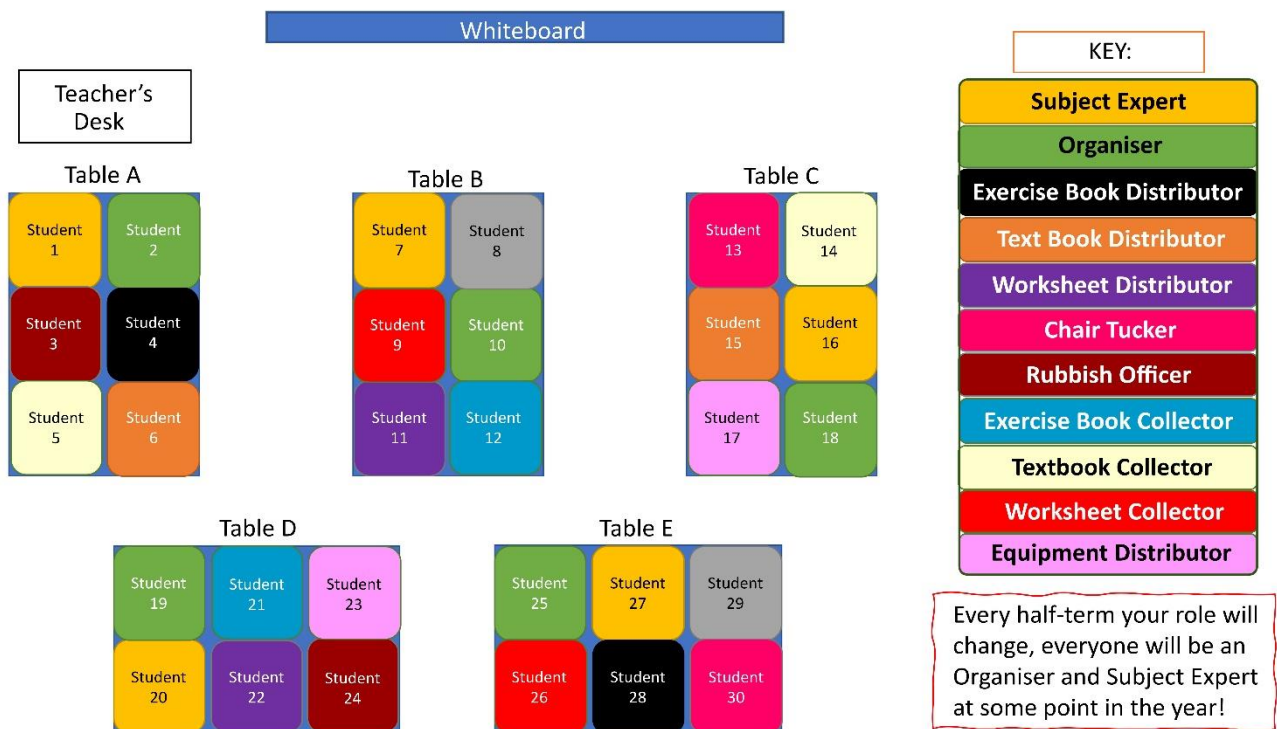 Whiteboard
Teacher's
Desk
Table A
Student
1
Student
2
Student
3
Student
4
Student
5
Student
6
Table B
Student
7
Student
8
Student
9
Student
10
Student
11
Student
12
Table C
Student
13
Student
14
Student
15
Student
16
Student
17
Student
18
Table D
Student
19
Student
21
Student
23
Student
20
Student
22
Student
24
Table E
Student
25
Student
27
Student
29
Student
26
Student
28
Student
30
KEY:
Subject Expert
Organiser
Exercise Book Distributor
Text Book Distributor
Worksheet Distributor
Chair Tucker
Rubbish Officer
Exercise Book Collector
Textbook Collector
Worksheet Collector
Equipment Distributor
Every half-term your role will
change, everyone will be an
Organiser and Subject Expert
at some point in the year!